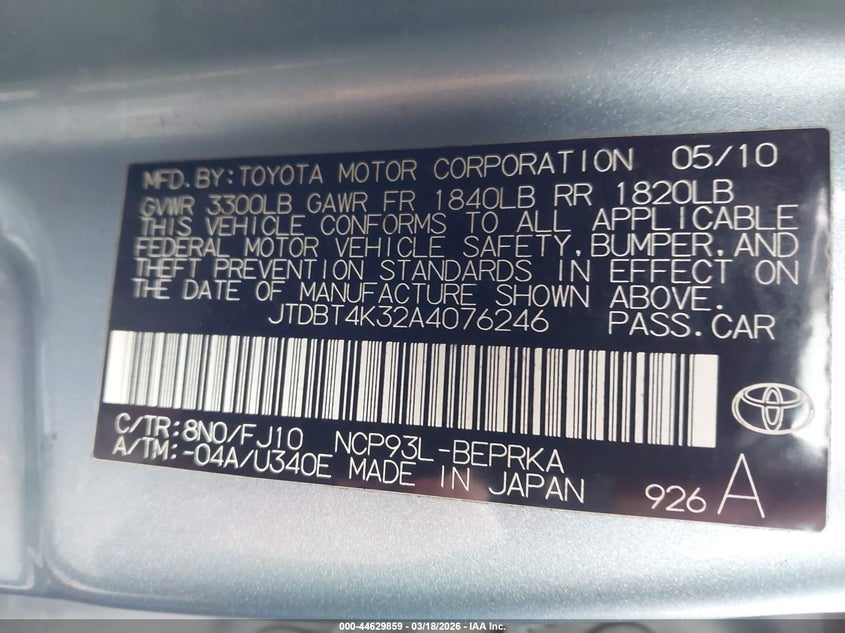 MFD.BY:TOYOTA MOTOR CORPORATION 05/10
GVWR 3300LB GAWR FR 1840LB RR 1820LB
THIS VEHICLE CONFORMS TO ALL APPLICABLE
FEDERAL MOTOR VEHICLE SAFETY,BUMPER,AND
THEFT PREVENTION STANDARDS IN EFFECT ON
THE DATE OF MANUFACTURE SHOWN ABOVE.
JTDBT4K32A4076246 PASS.CAR
C/TR:8N0/FJ10 NCP93L-BEPRKA
A/TM:-04A/U340E MADE IN JAPAN
926 A
000-44629859 — 03/18/2026 — IAA Inc.